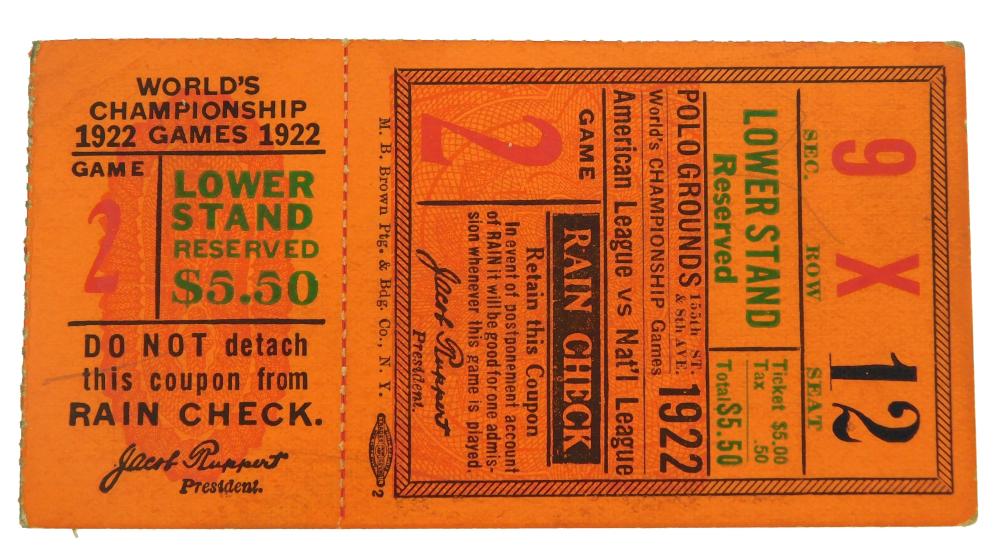 WORLD'S
CHAMPIONSHIP
1922 GAMES 1922
GAME
2
LOWER
STAND
RESERVED
$5.50
DO NOT detach
this coupon from
RAIN CHECK.
Jacob Ruppert
President.
M. B. Brown Ptg. & Bdg. Co., N. Y.
2
SEC. ROW SEAT
9 X 12
LOWER STAND
Reserved
Ticket $5.00
Tax .50
Total $5.50
POLO GROUNDS 155th ST. & 8th AVE.
World's CHAMPIONSHIP Games 1922
American League vs Nat'l League
GAME
2
RAIN CHECK
Retain this Coupon
In event of postponement account
of RAIN it will be good for one admis-
sion whenever this game is played.
Jacob Ruppert
President.